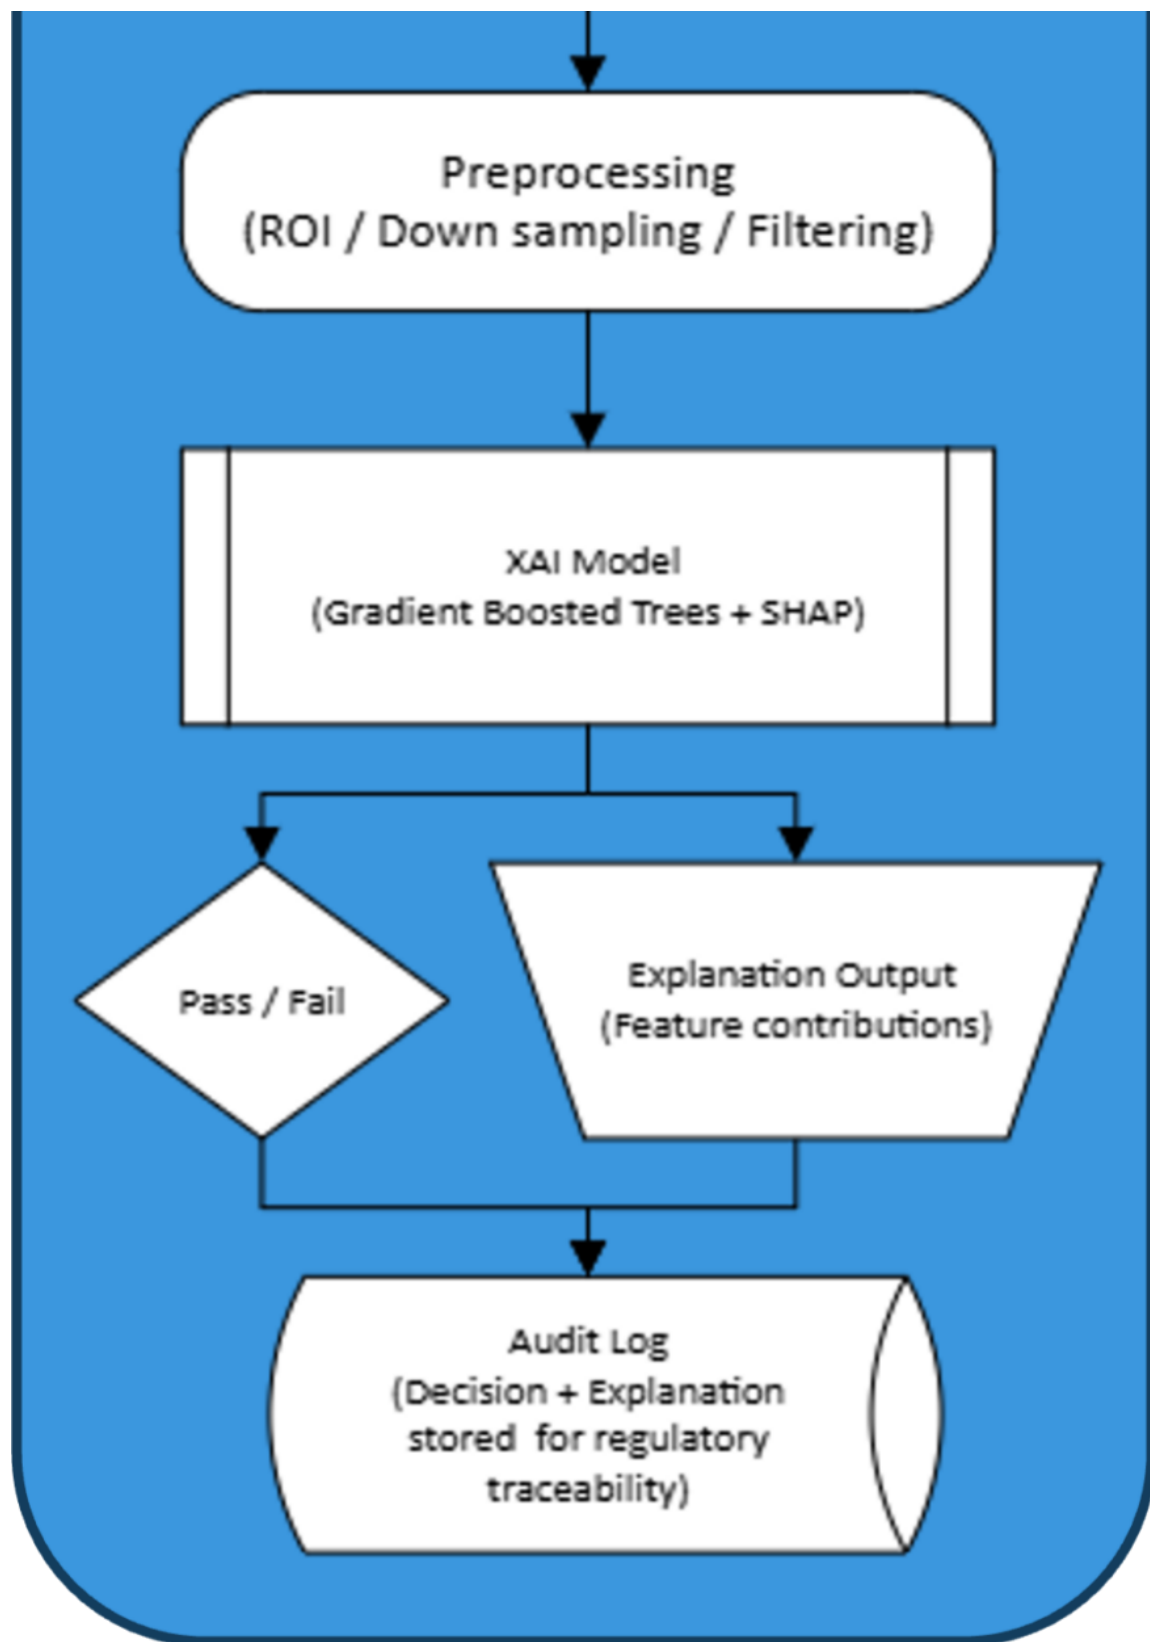 Preprocessing
(ROI / Down sampling / Filtering)
XAI Model
(Gradient Boosted Trees + SHAP)
Pass / Fail
Explanation Output
(Feature contributions)
Audit Log
(Decision + Explanation
stored  for regulatory
traceability)